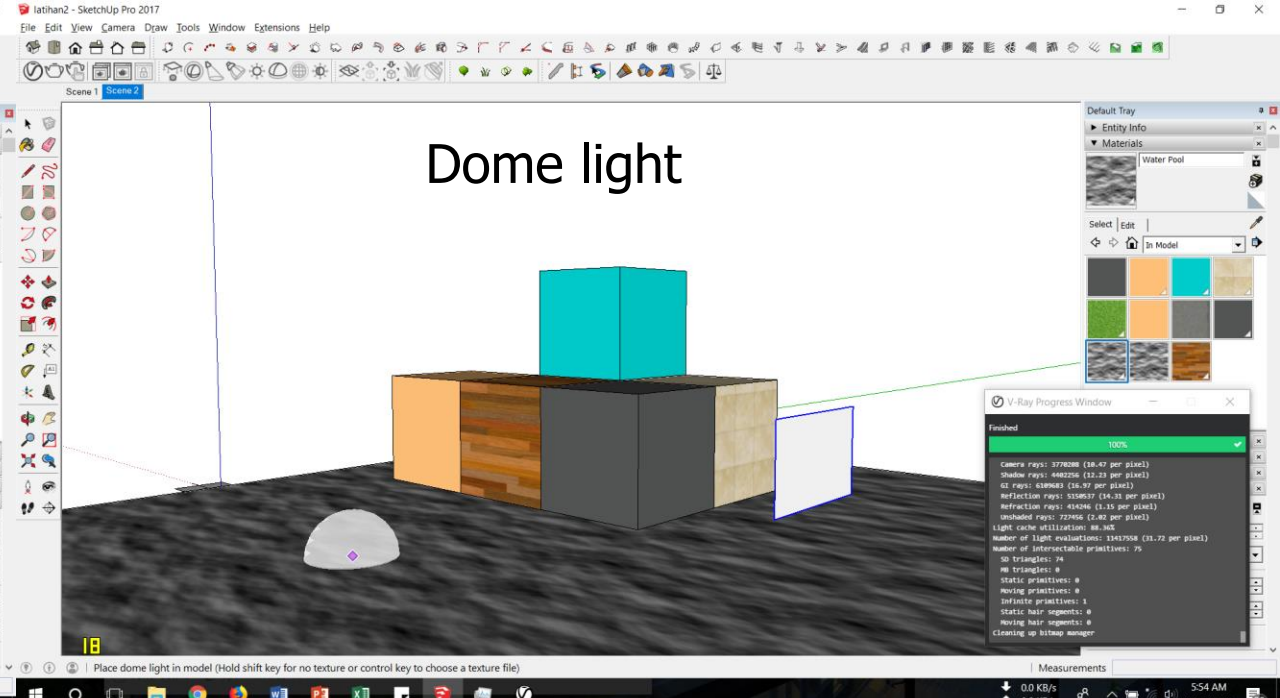 latihan2 - SketchUp Pro 2017
File Edit View Camera Draw Tools Window Extensions Help
Scene 1 Scene 2
Default Tray
Entity Info
Materials
Water Pool
Select Edit
In Model
Dome light
V-Ray Progress Window
Finished
100%
Camera rays: 3770208 (10.47 per pixel)
Shadow rays: 4402256 (12.23 per pixel)
GI rays: 6109683 (16.97 per pixel)
Reflection rays: 5150537 (14.31 per pixel)
Refraction rays: 414246 (1.15 per pixel)
Unshaded rays: 727456 (2.02 per pixel)
Light cache utilization: 88.36%
Number of light evaluations: 11417558 (31.72 per pixel)
Number of intersectable primitives: 75
SD triangles: 74
MB triangles: 0
Static primitives: 0
Moving primitives: 0
Infinite primitives: 1
Static hair segments: 0
Moving hair segments: 0
Cleaning up bitmap manager
18
Place dome light in model (Hold shift key for no texture or control key to choose a texture file)
Measurements
0.0 KB/s
5:54 AM